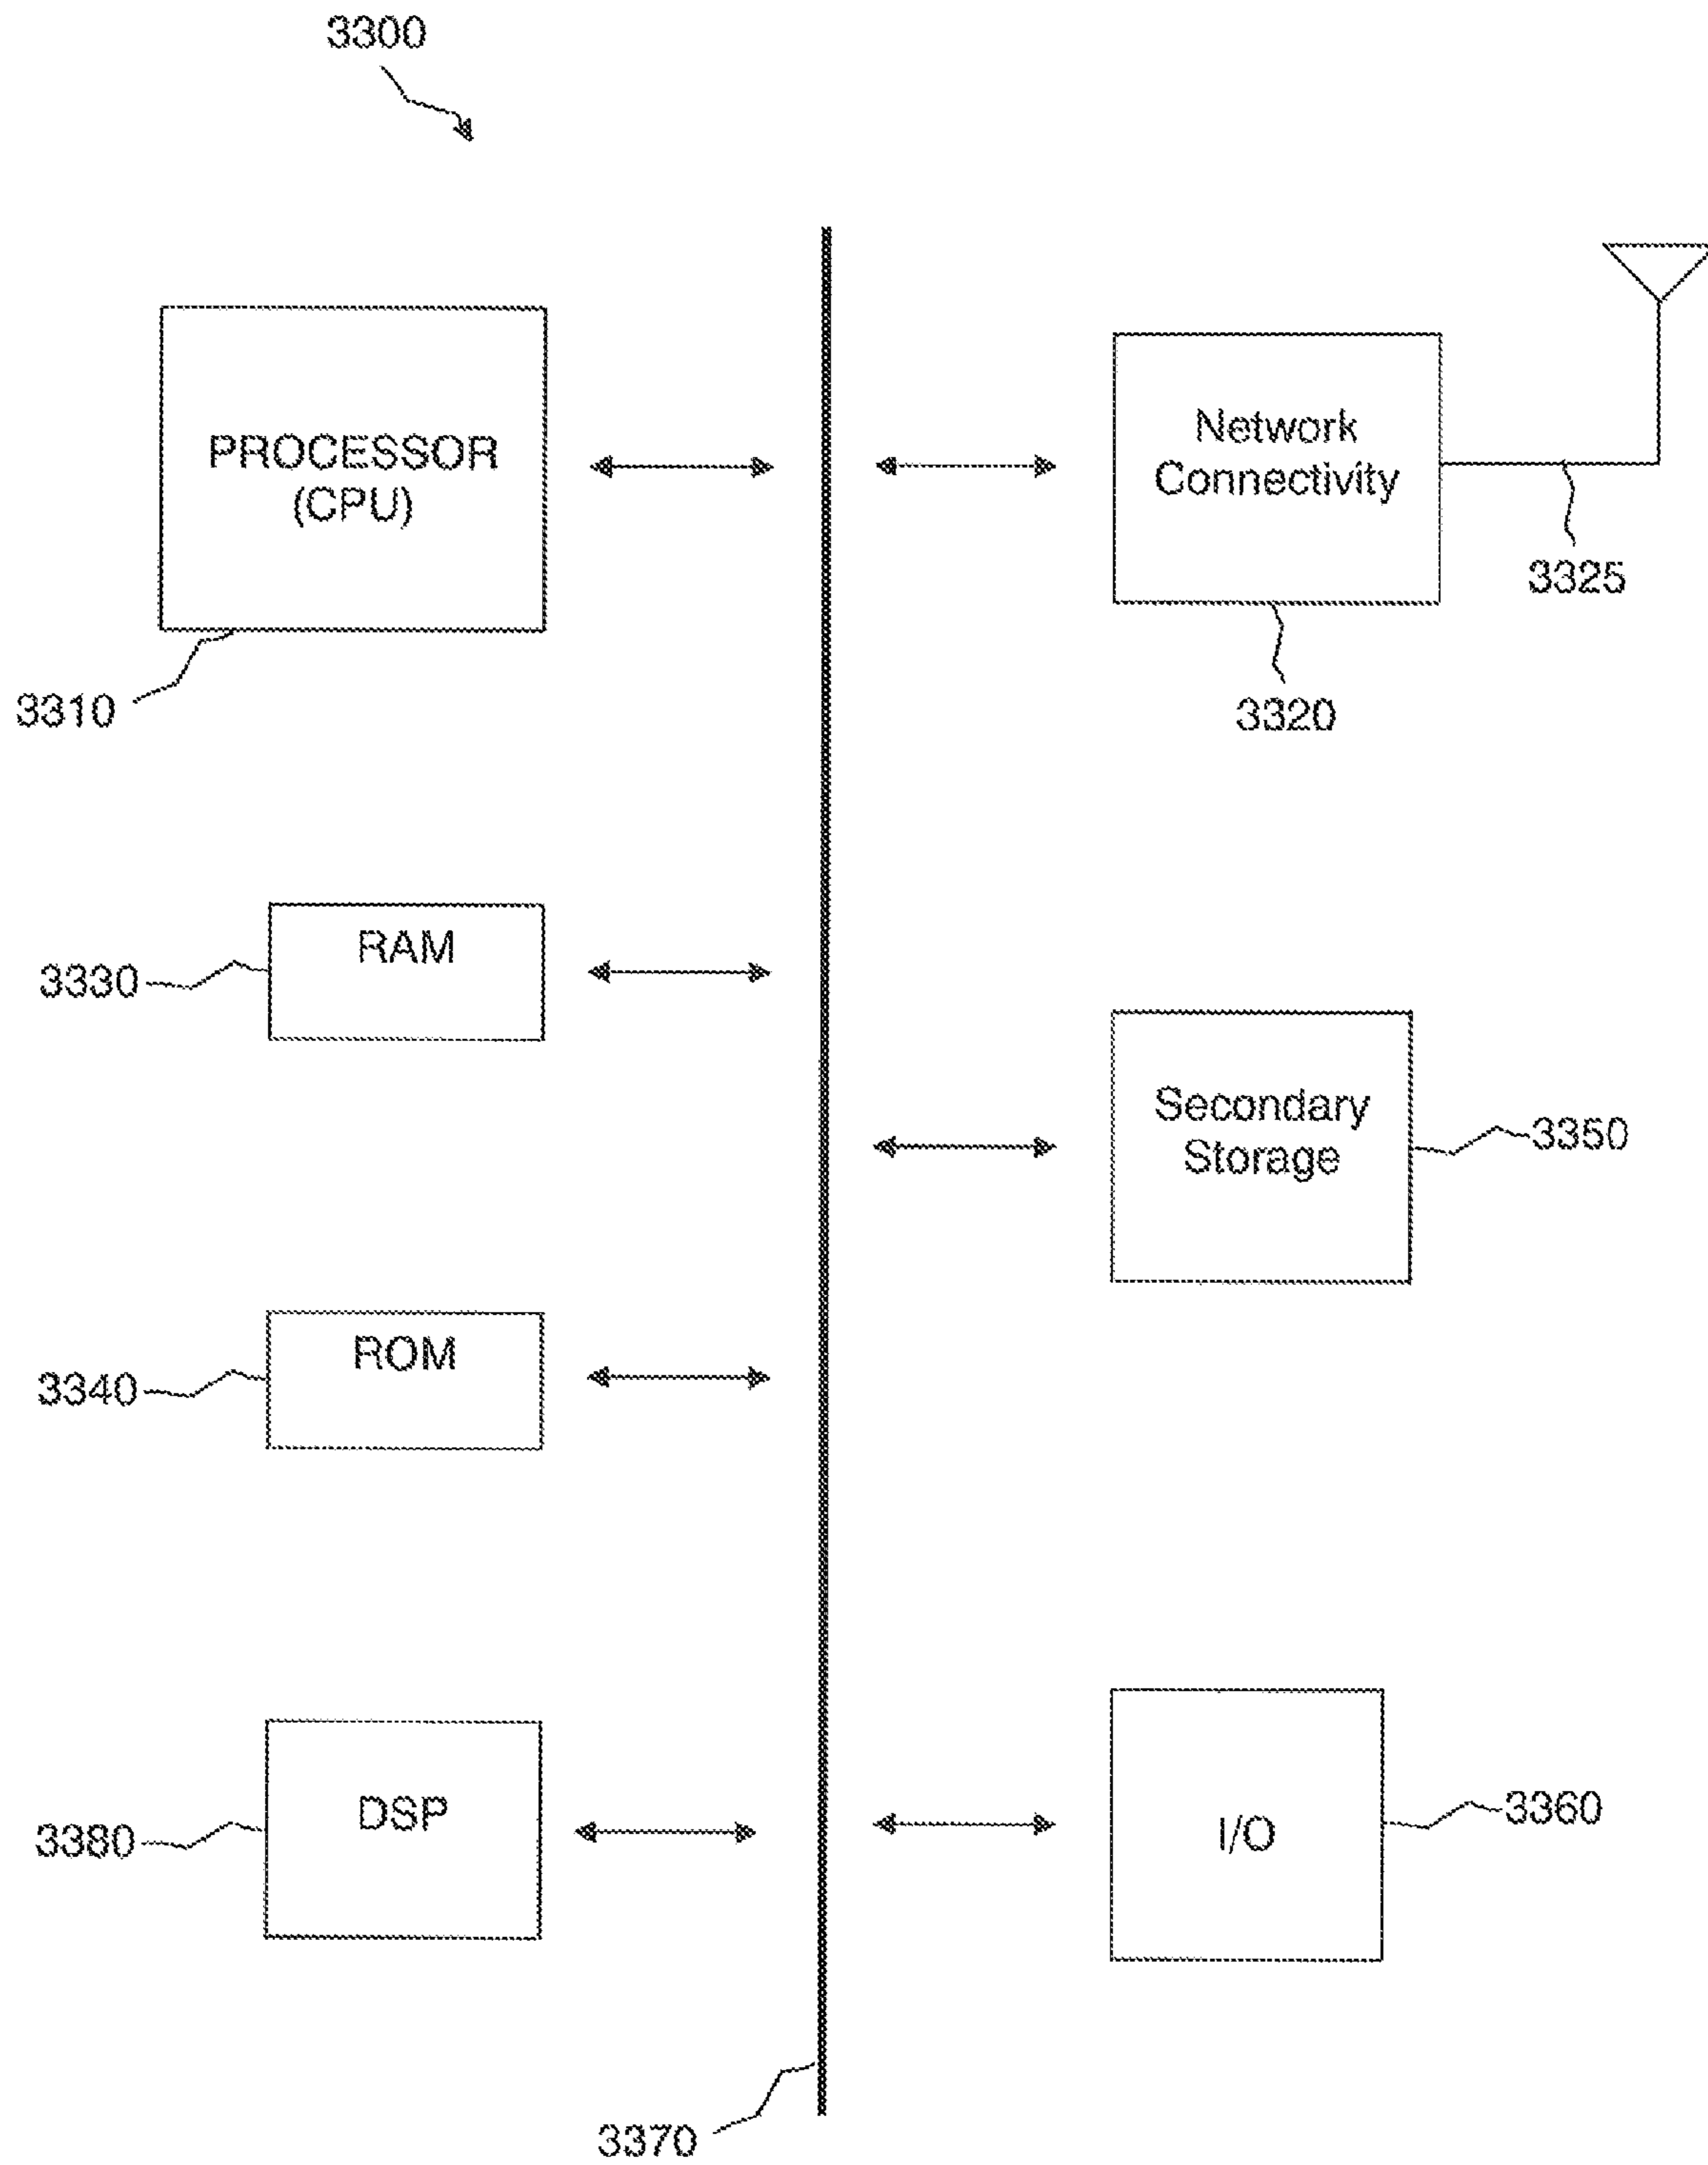 3300
PROCESSOR
(CPU)
Network
Connectivity
3325
3310
3320
RAM
3330
Secondary
Storage
3350
ROM
3340
DSP
3380
I/O
3360
3370